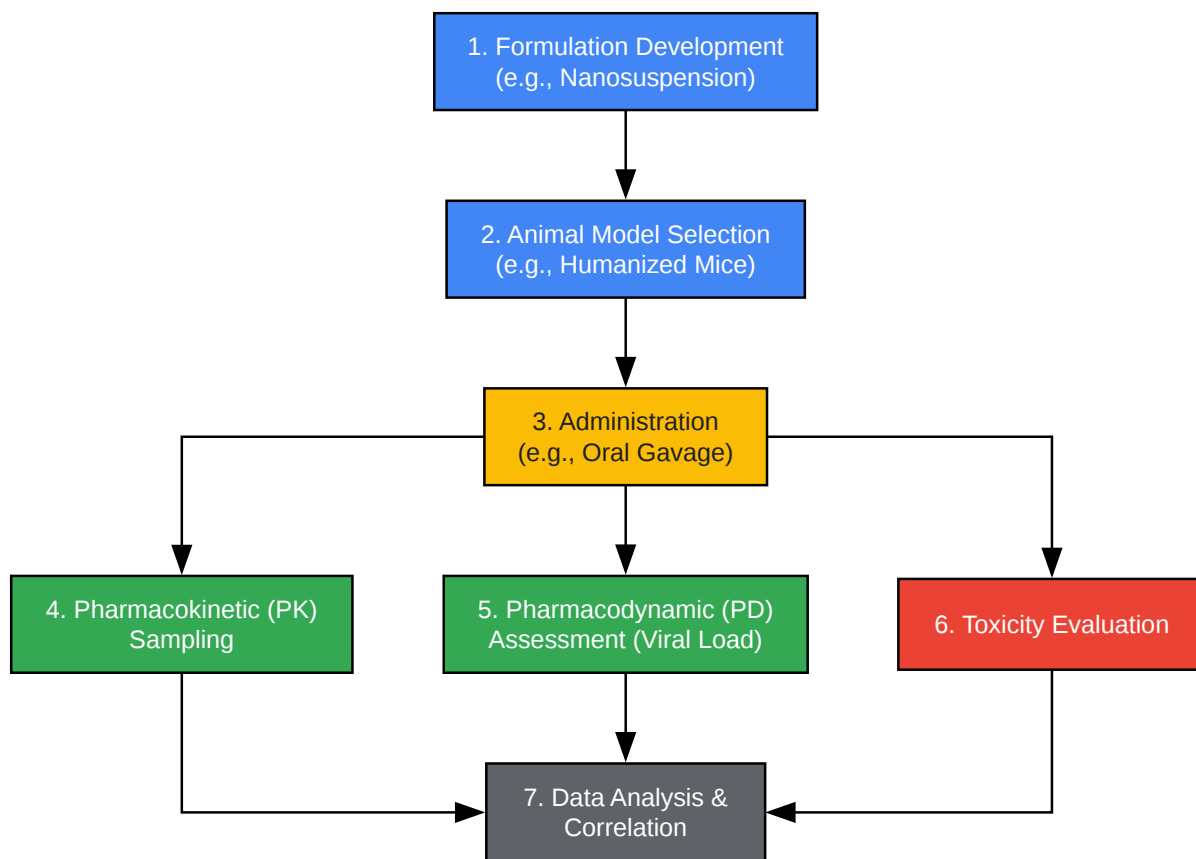 1. Formulation Development
(e.g., Nanosuspension)
2. Animal Model Selection
(e.g., Humanized Mice)
3. Administration
(e.g., Oral Gavage)
4. Pharmacokinetic (PK)
Sampling
5. Pharmacodynamic (PD)
Assessment (Viral Load)
6. Toxicity Evaluation
7. Data Analysis &
Correlation